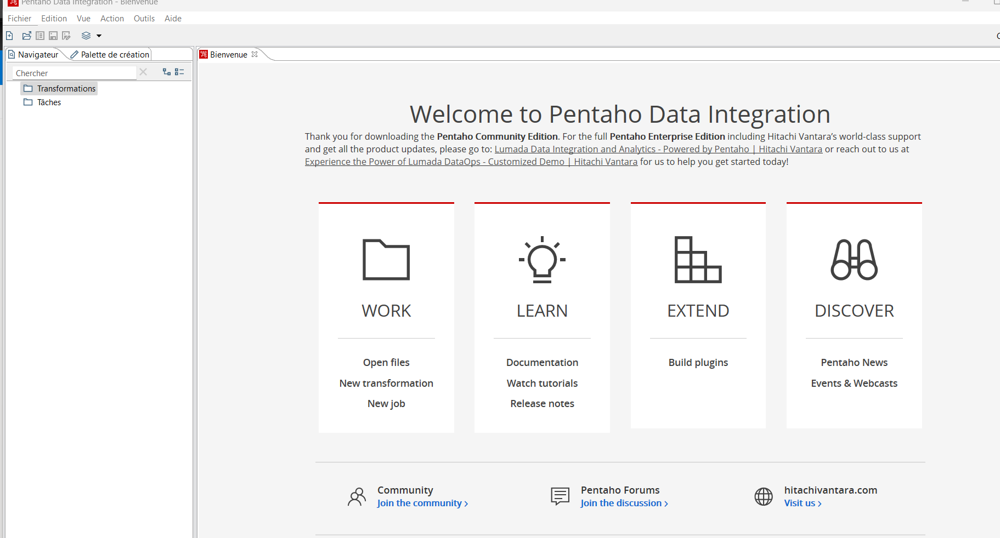 Pentaho Data Integration - Bienvenue
Fichier Edition Vue Action Outils Aide
Navigateur Palette de création Bienvenue
Chercher
Transformations
Tâches
Welcome to Pentaho Data Integration
Thank you for downloading the Pentaho Community Edition. For the full Pentaho Enterprise Edition including Hitachi Vantara’s world-class support
and get all the product updates, please go to: Lumada Data Integration and Analytics - Powered by Pentaho | Hitachi Vantara or reach out to us at
Experience the Power of Lumada DataOps - Customized Demo | Hitachi Vantara for us to help you get started today!
WORK
Open files
New transformation
New job
LEARN
Documentation
Watch tutorials
Release notes
EXTEND
Build plugins
DISCOVER
Pentaho News
Events & Webcasts
Community
Join the community ›
Pentaho Forums
Join the discussion ›
hitachivantara.com
Visit us ›